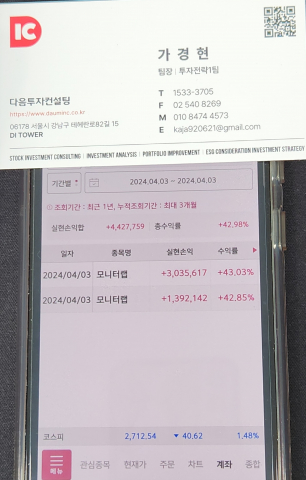 DIC
가 경 현
팀장 | 투자전략1팀
다음투자컨설팅
https://www.dauminc.co.kr
06178 서울시 강남구 테헤란로82길 15
DI TOWER
T 1533-3705
F 02 540 8269
M 010 8474 4573
E kaja920621@gmail.com
STOCK INVESTMENT CONSULTING | INVESTMENT ANALYSIS | PORTFOLIO IMPROVEMENT | ESG CONSIDERATION INVESTMENT STRATEGY
기간별 2024.04.03 ~ 2024.04.03
조회기간 : 최근 1년, 누적조회기간 : 최대 3개월
실현손익합 +4,427,759 총수익률 +42,98%
일자 종목명 실현손익 수익률
2024/04/03 모니터랩 +3,035,617 +43,03%
2024/04/03 모니터랩 +1,392,142 +42,85%
코스피 2,712.54 ▼ 40.62 1.48%
메뉴 관심종목 현재가 주문 차트 계좌 종합